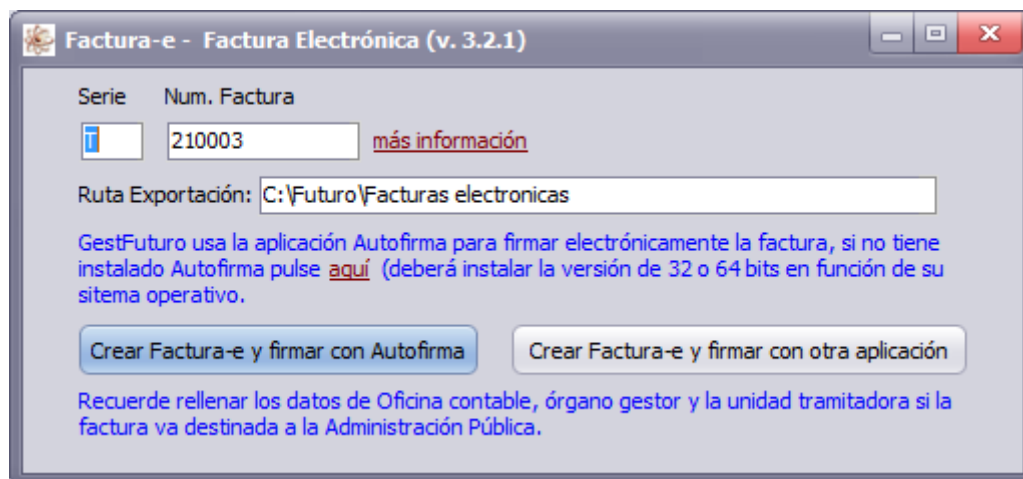 Factura-e -  Factura Electrónica (v. 3.2.1)
Serie Num. Factura
T 210003 más información
Ruta Exportación: C:\Futuro\Facturas electronicas
GestFuturo usa la aplicación Autofirma para firmar electrónicamente la factura, si no tiene
instalado Autofirma pulse aquí (deberá instalar la versión de 32 o 64 bits en función de su
sitema operativo.
Crear Factura-e y firmar con Autofirma Crear Factura-e y firmar con otra aplicación
Recuerde rellenar los datos de Oficina contable, órgano gestor y la unidad tramitadora si la
factura va destinada a la Administración Pública.